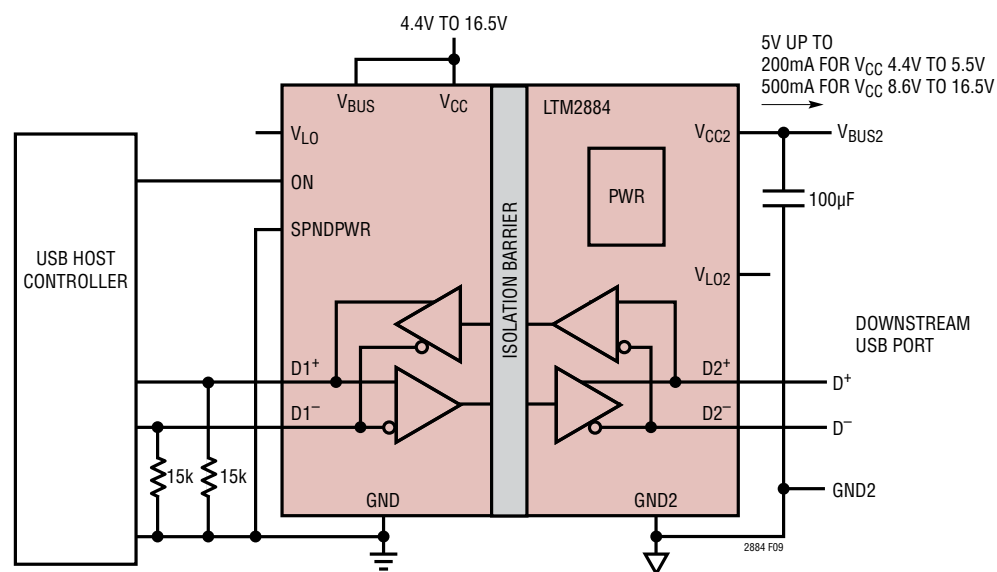 4.4V TO 16.5V
5V UP TO
200mA FOR VCC 4.4V TO 5.5V
500mA FOR VCC 8.6V TO 16.5V
VBUS
VCC
LTM2884
VLO
VCC2
VBUS2
ON
PWR
100µF
SPNDPWR
USB HOST
CONTROLLER
ISOLATION BARRIER
VLO2
DOWNSTREAM
USB PORT
D1+
D2+
D+
D1−
D2−
D−
15k
15k
GND
GND2
GND2
2884 F09